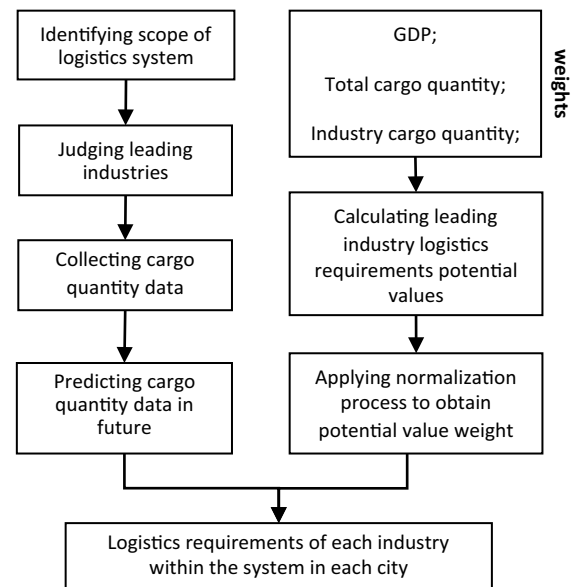 Identifying scope of
logistics system
Judging leading
industries
Collecting cargo
quantity data
Predicting cargo
quantity data in
future
GDP;
Total cargo quantity;
Industry cargo quantity;
weights
Calculating leading
industry logistics
requirements potential
values
Applying normalization
process to obtain
potential value weight
Logistics requirements of each industry
within the system in each city